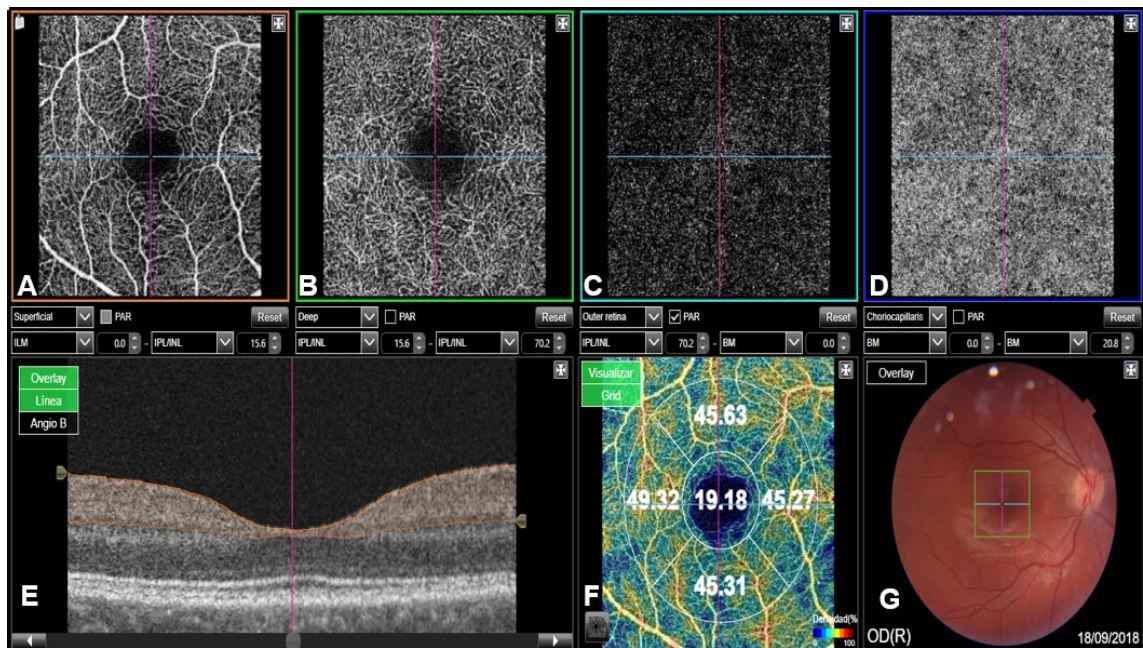 A
B
C
D
Superficial PAR Reset
ILM 0.0 - IPL/INL 15.6
Deep PAR Reset
IPL/INL 15.6 - IPL/INL 70.2
Outer retina PAR Reset
IPL/INL 70.2 - BM 0.0
Choriocapillaris PAR Reset
BM 0.0 - BM 20.8
Overlay
Línea
Angio B
E
Visualizar
Grid
45.63
49.32 19.18 45.27
45.31
F
Densidad(%
0 100
Overlay
G
OD(R)
18/09/2018